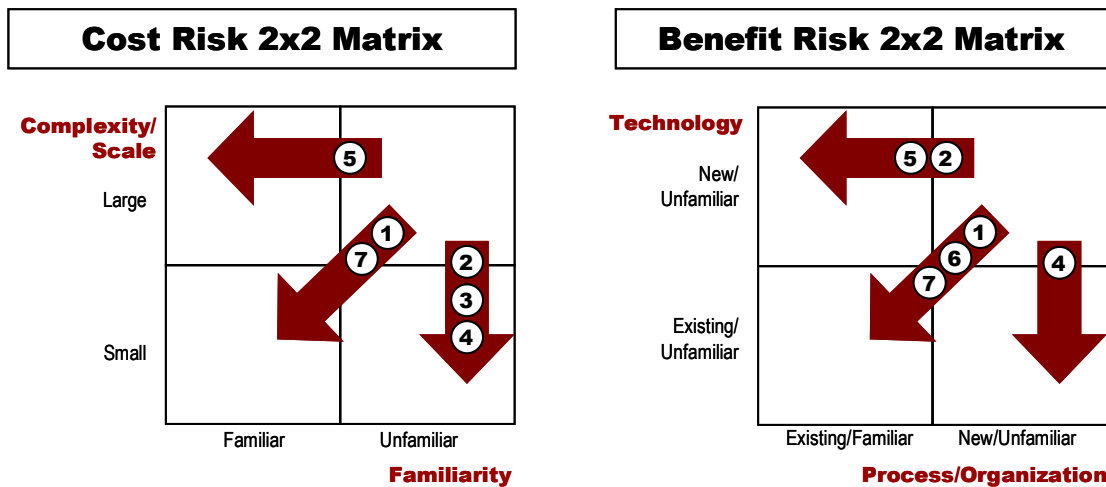 Cost Risk 2x2 Matrix
Complexity/
Scale
Large
Small
5
1
7
2
3
4
Familiar
Unfamiliar
Familiarity
Benefit Risk 2x2 Matrix
Technology
New/
Unfamiliar
Existing/
Unfamiliar
5
2
1
6
7
4
Existing/Familiar
New/Unfamiliar
Process/Organization